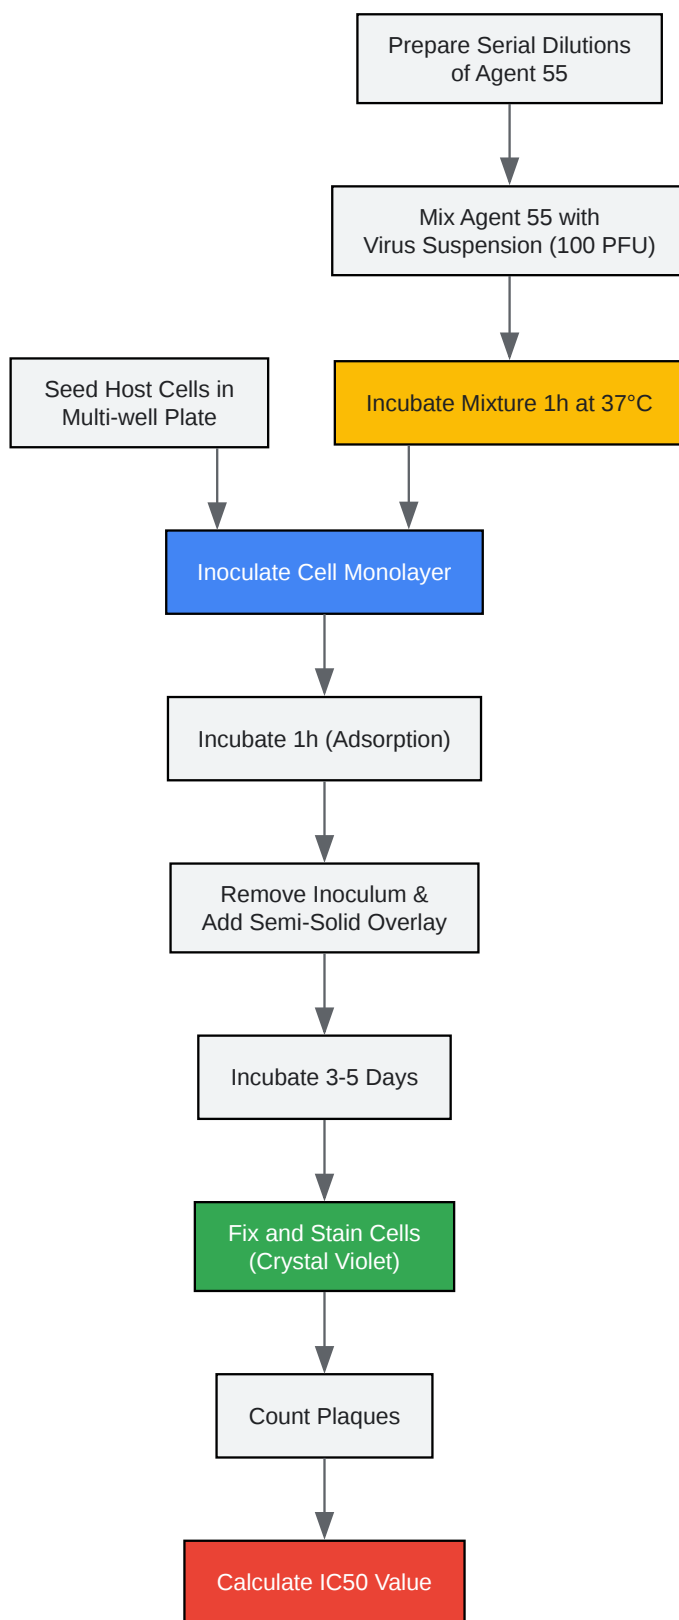 Prepare Serial Dilutions
of Agent 55
Mix Agent 55 with
Virus Suspension (100 PFU)
Seed Host Cells in
Multi-well Plate
Incubate Mixture 1h at 37°C
Inoculate Cell Monolayer
Incubate 1h (Adsorption)
Remove Inoculum &
Add Semi-Solid Overlay
Incubate 3-5 Days
Fix and Stain Cells
(Crystal Violet)
Count Plaques
Calculate IC50 Value